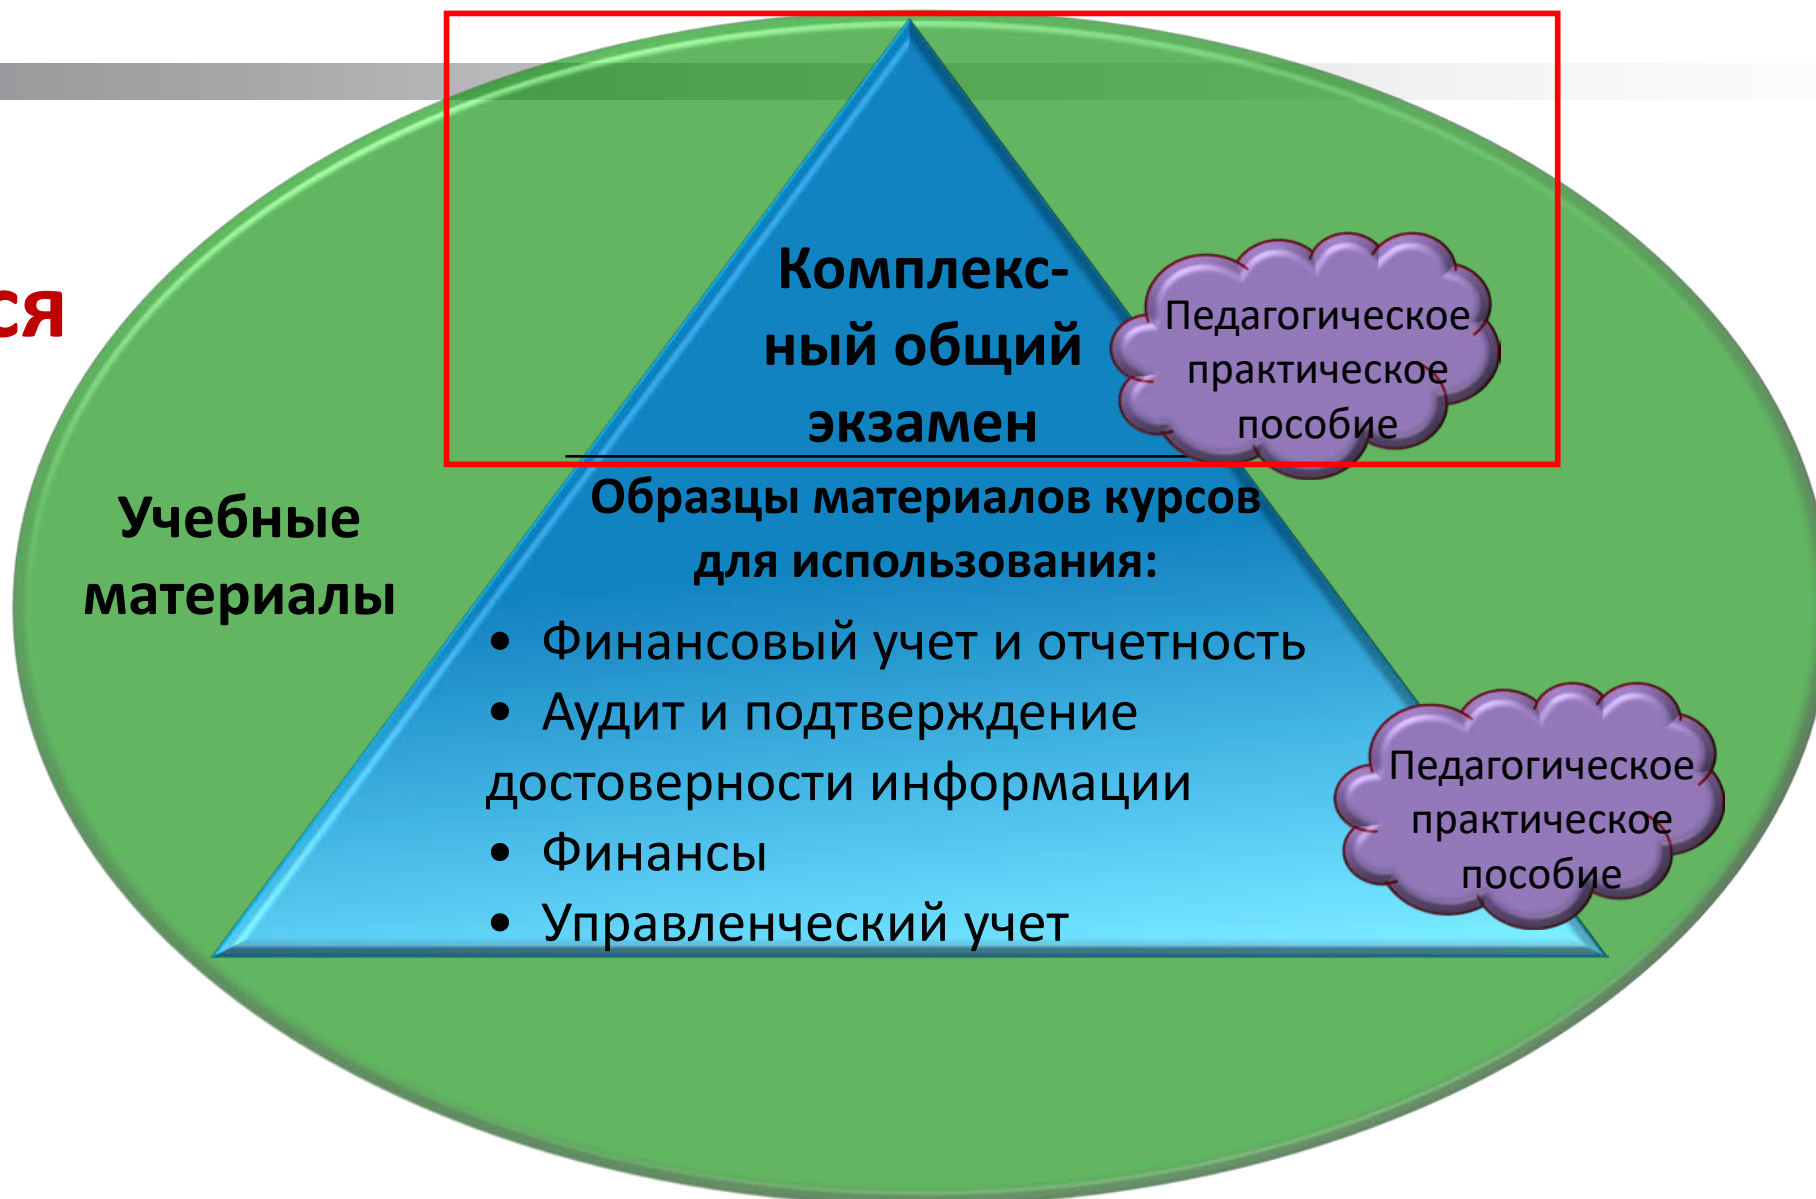 ся
Комплекс-
ный общий
экзамен
Педагогическое
практическое
пособие
Учебные
материалы
Образцы материалов курсов
для использования:
• Финансовый учет и отчетность
• Аудит и подтверждение
достоверности информации
• Финансы
• Управленческий учет
Педагогическое
практическое
пособие